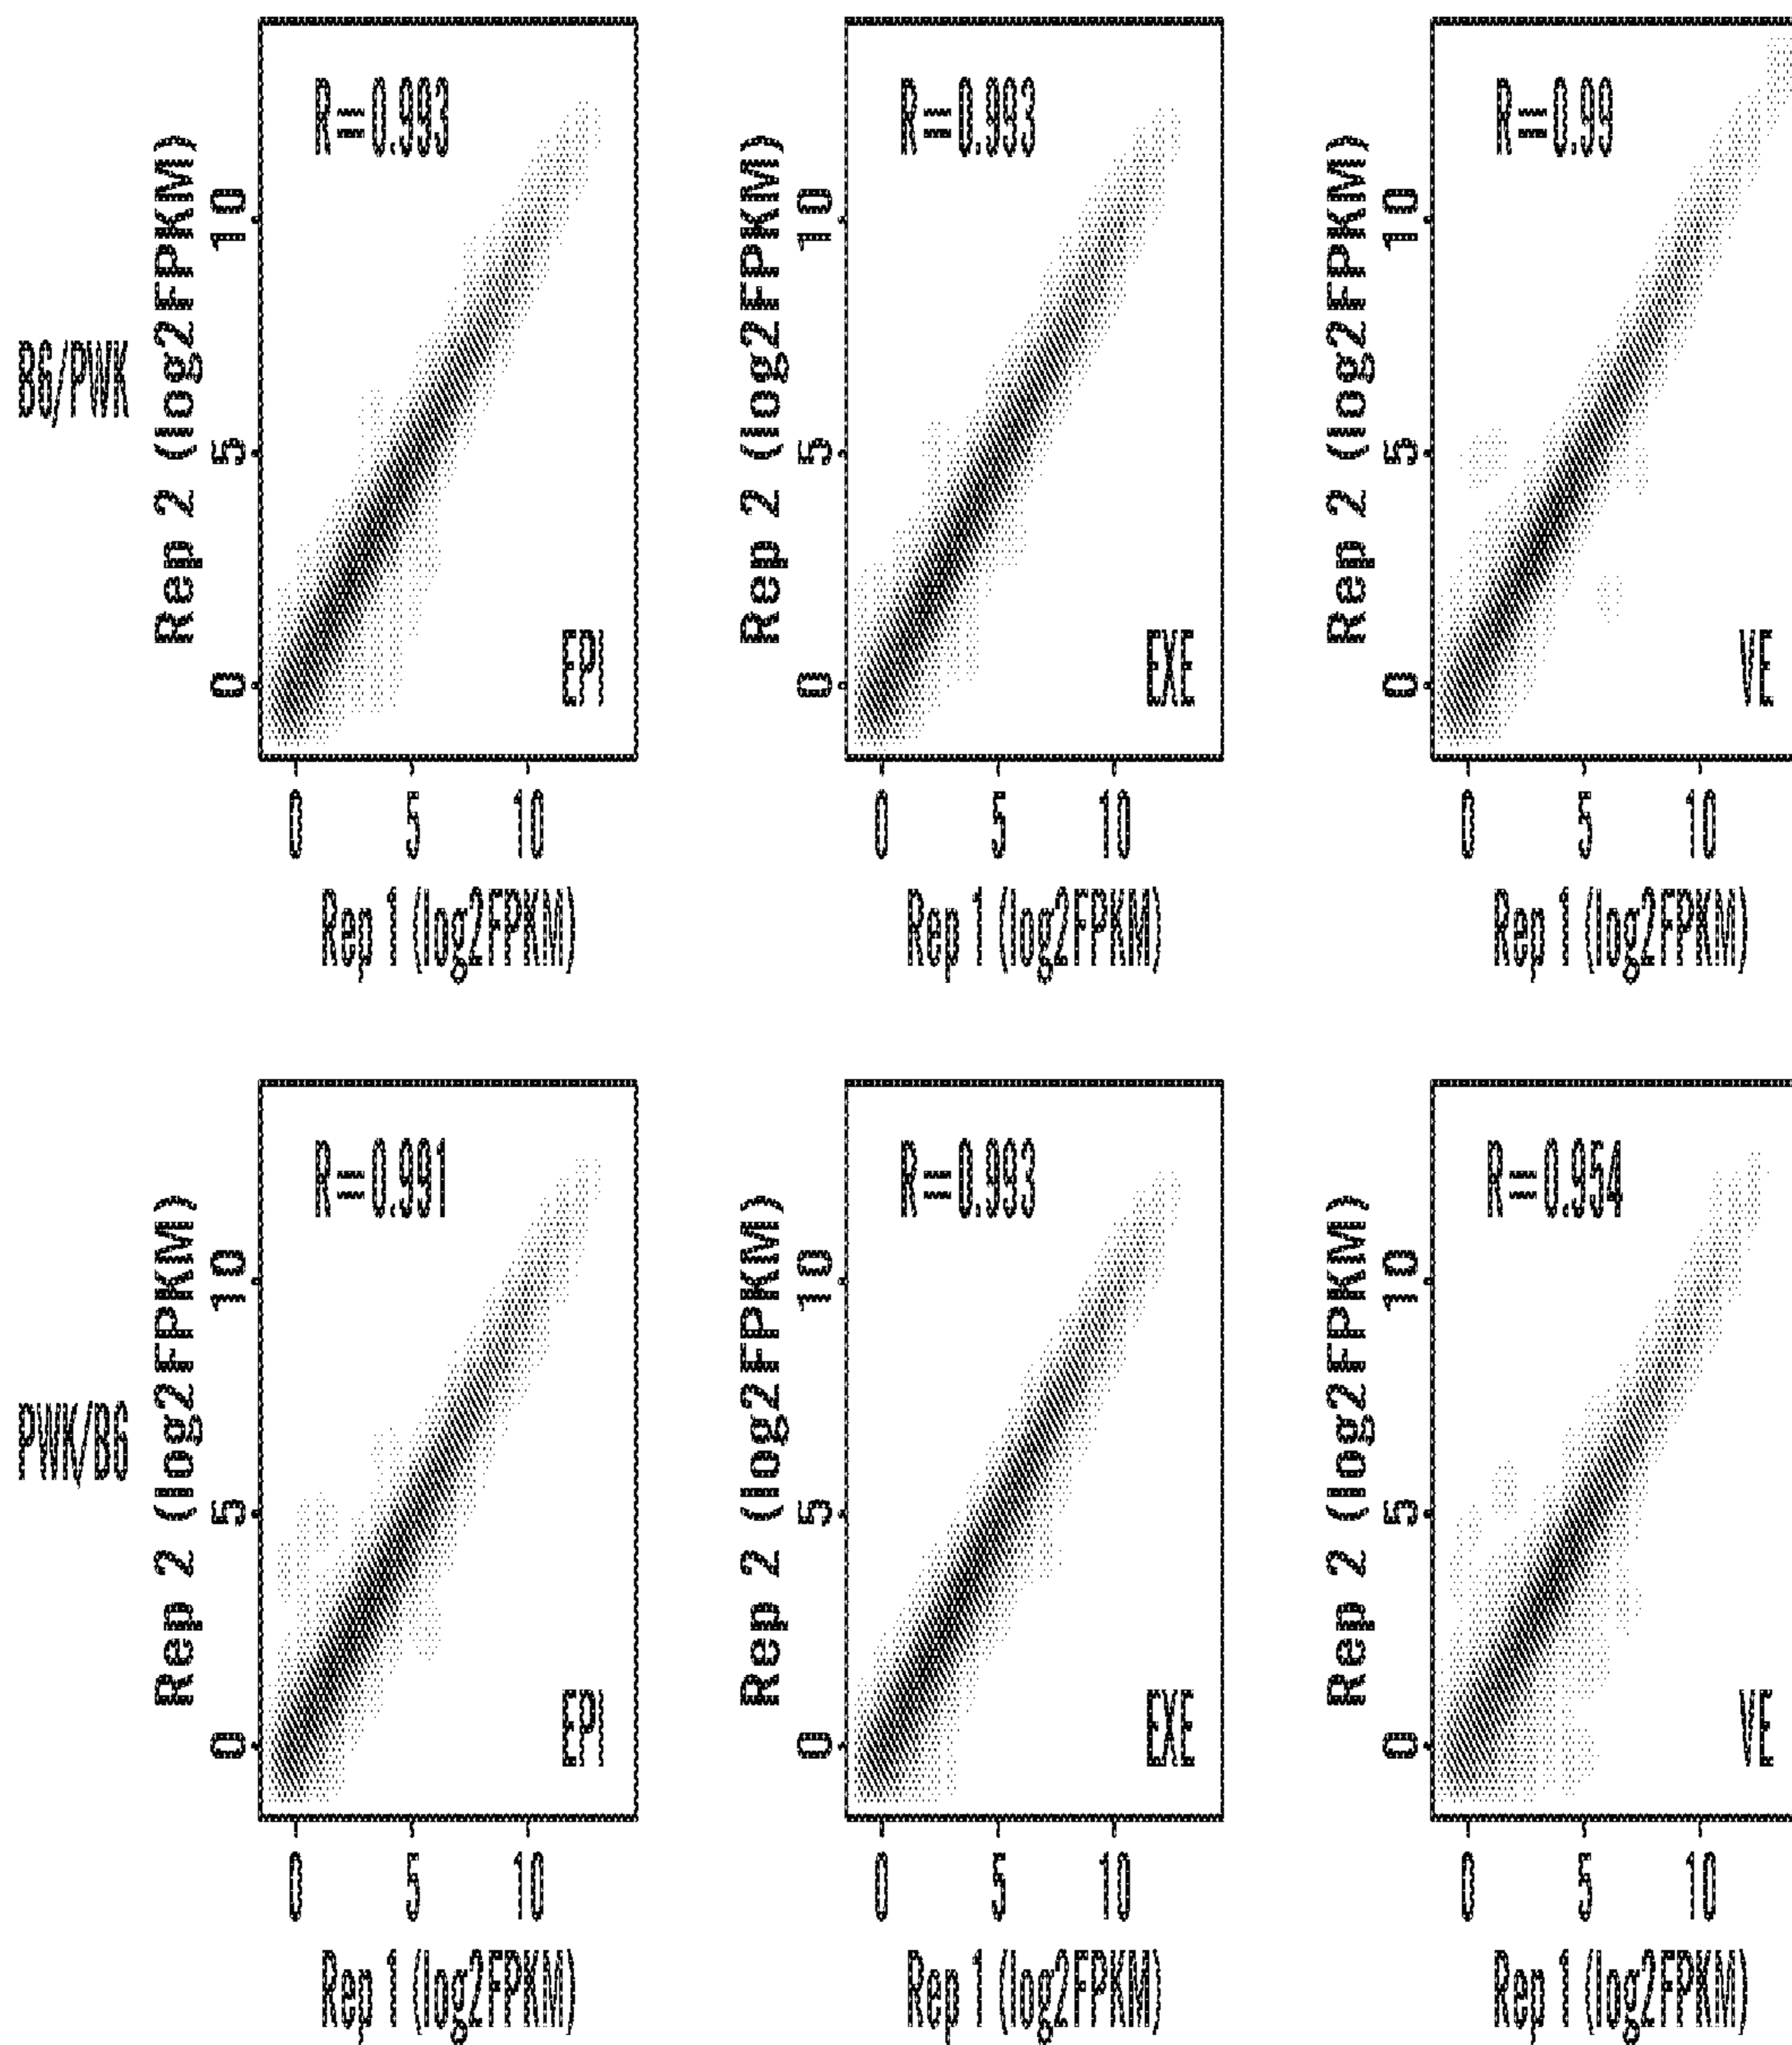 B6/PWK
Rep 2 (log2FPKM)
10
5
0
R=0.993
EPI
0 5 10
Rep 1 (log2FPKM)
Rep 2 (log2FPKM)
10
5
0
R=0.993
EXE
0 5 10
Rep 1 (log2FPKM)
Rep 2 (log2FPKM)
10
5
0
R=0.99
VE
0 5 10
Rep 1 (log2FPKM)
PWK/B6
Rep 2 (log2FPKM)
10
5
0
R=0.991
EPI
0 5 10
Rep 1 (log2FPKM)
Rep 2 (log2FPKM)
10
5
0
R=0.993
EXE
0 5 10
Rep 1 (log2FPKM)
Rep 2 (log2FPKM)
10
5
0
R=0.954
VE
0 5 10
Rep 1 (log2FPKM)